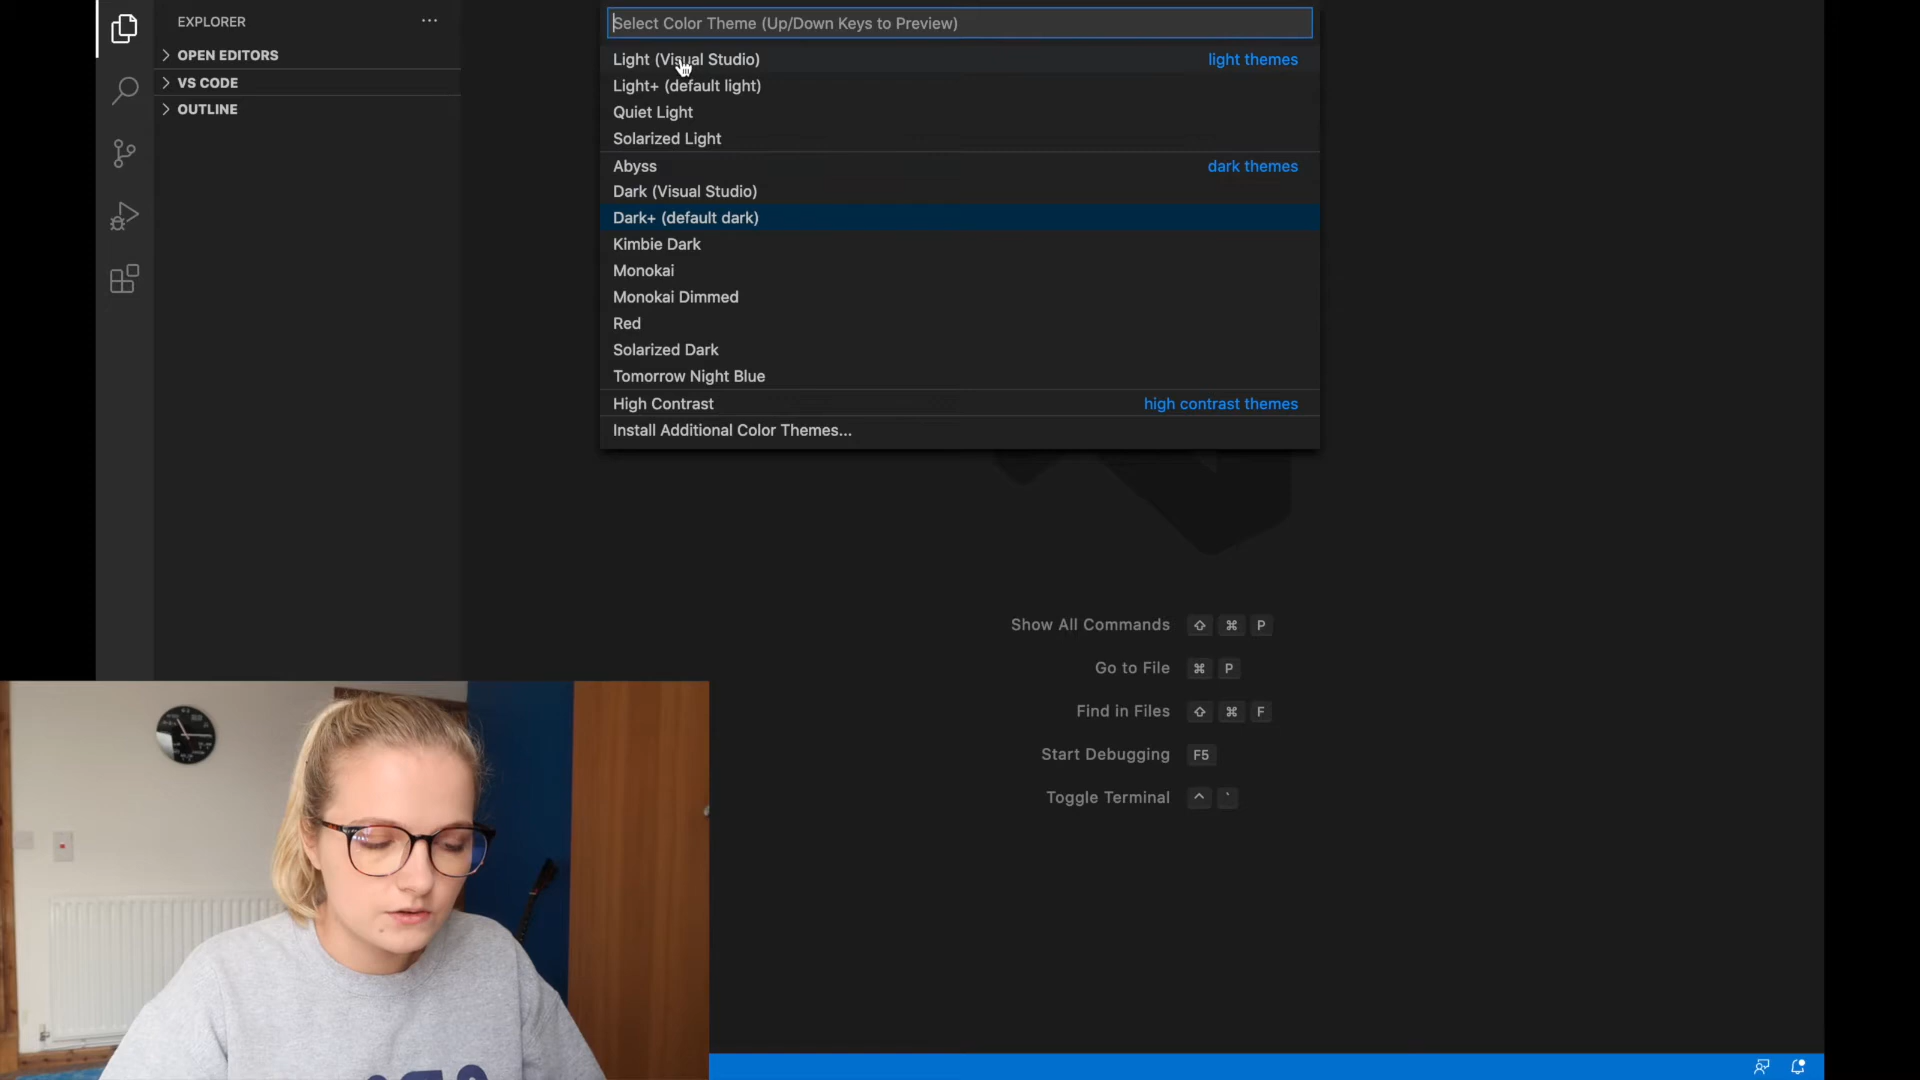 EXPLORER
OPEN EDITORS
VS CODE
OUTLINE
Select Color Theme (Up/Down Keys to Preview)
Light (Visual Studio) light themes
Light+ (default light)
Quiet Light
Solarized Light
Abyss dark themes
Dark (Visual Studio)
Dark+ (default dark)
Kimbie Dark
Monokai
Monokai Dimmed
Red
Solarized Dark
Tomorrow Night Blue
High Contrast high contrast themes
Install Additional Color Themes...
Show All Commands ⇧ ⌘ P
Go to File ⌘ P
Find in Files ⇧ ⌘ F
Start Debugging F5
Toggle Terminal ^ `